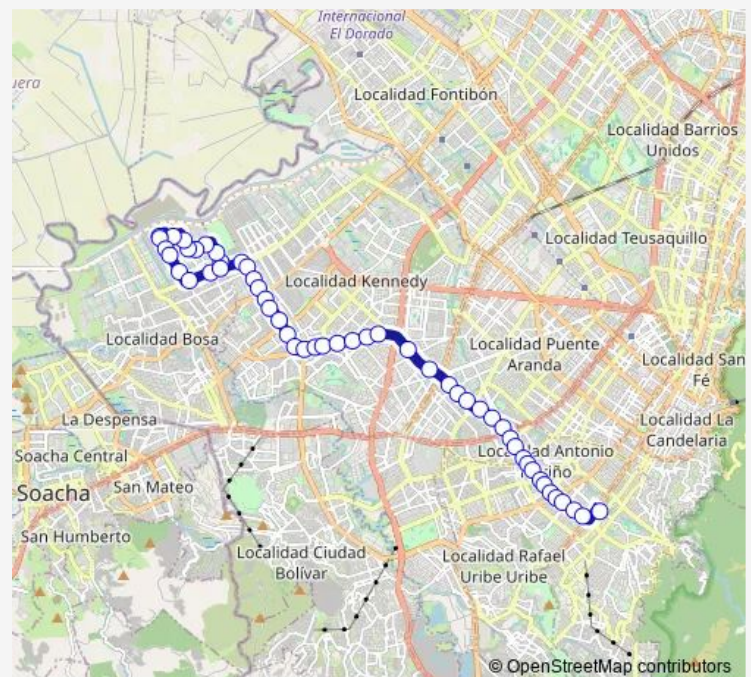 Internacional
El Dorado
uera
Localidad Fontibón
Localidad Barrios
Unidos
Localidad Teusaquillo
Localidad Kennedy
Localidad Bosa
Localidad Puente
Aranda
Localidad San
Fé
La Despensa
Localidad La
Candelaria
Soacha Central
San Mateo
Soacha
San Humberto
Localidad Ciudad
Bolívar
Localidad Rafael
Uribe Uribe
© OpenStreetMap contributors